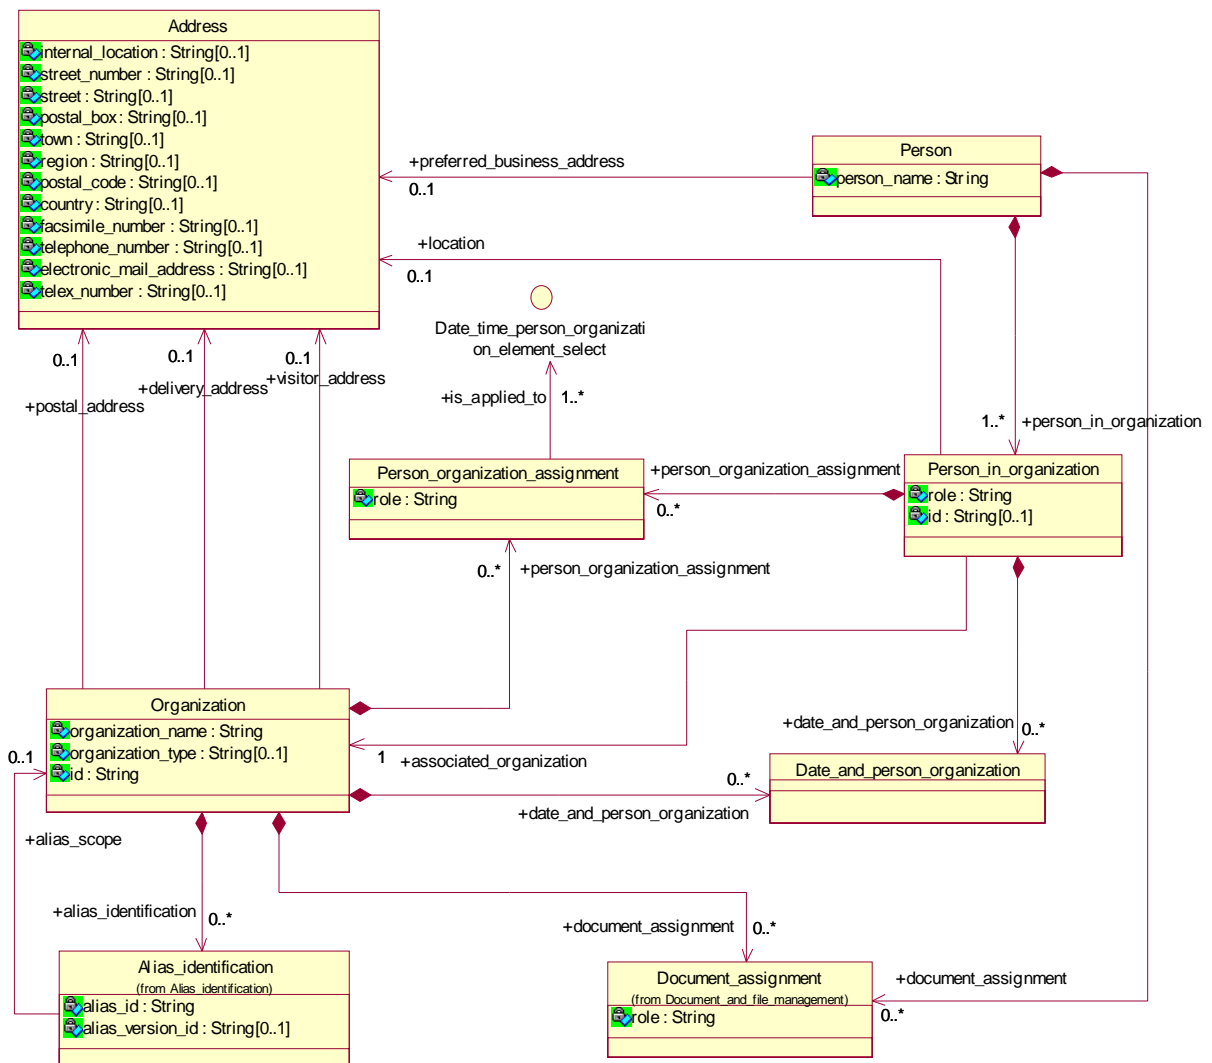 Address
internal_location : String[0..1]
street_number : String[0..1]
street : String[0..1]
postal_box : String[0..1]
town : String[0..1]
region : String[0..1]
postal_code : String[0..1]
country : String[0..1]
facsimile_number : String[0..1]
telephone_number : String[0..1]
electronic_mail_address : String[0..1]
telex_number : String[0..1]
+preferred_business_address
0..1
Person
person_name : String
+location
0..1
Date_time_person_organizati
on_element_select
+is_applied_to
1..*
0..1
+postal_address
0..1
+delivery_address
0..1
+visitor_address
1..*
+person_in_organization
Person_organization_assignment
role : String
+person_organization_assignment
0..*
Person_in_organization
role : String
id : String[0..1]
0..*
+person_organization_assignment
Organization
organization_name : String
organization_type : String[0..1]
id : String
0..1
+alias_scope
1
+associated_organization
+date_and_person_organization
0..*
0..*
+date_and_person_organization
Date_and_person_organization
+alias_identification
0..*
+document_assignment
0..*
Alias_identification
(from Alias_identification)
alias_id : String
alias_version_id : String[0..1]
Document_assignment
(from Document_and_file_management)
role : String
+document_assignment
0..*